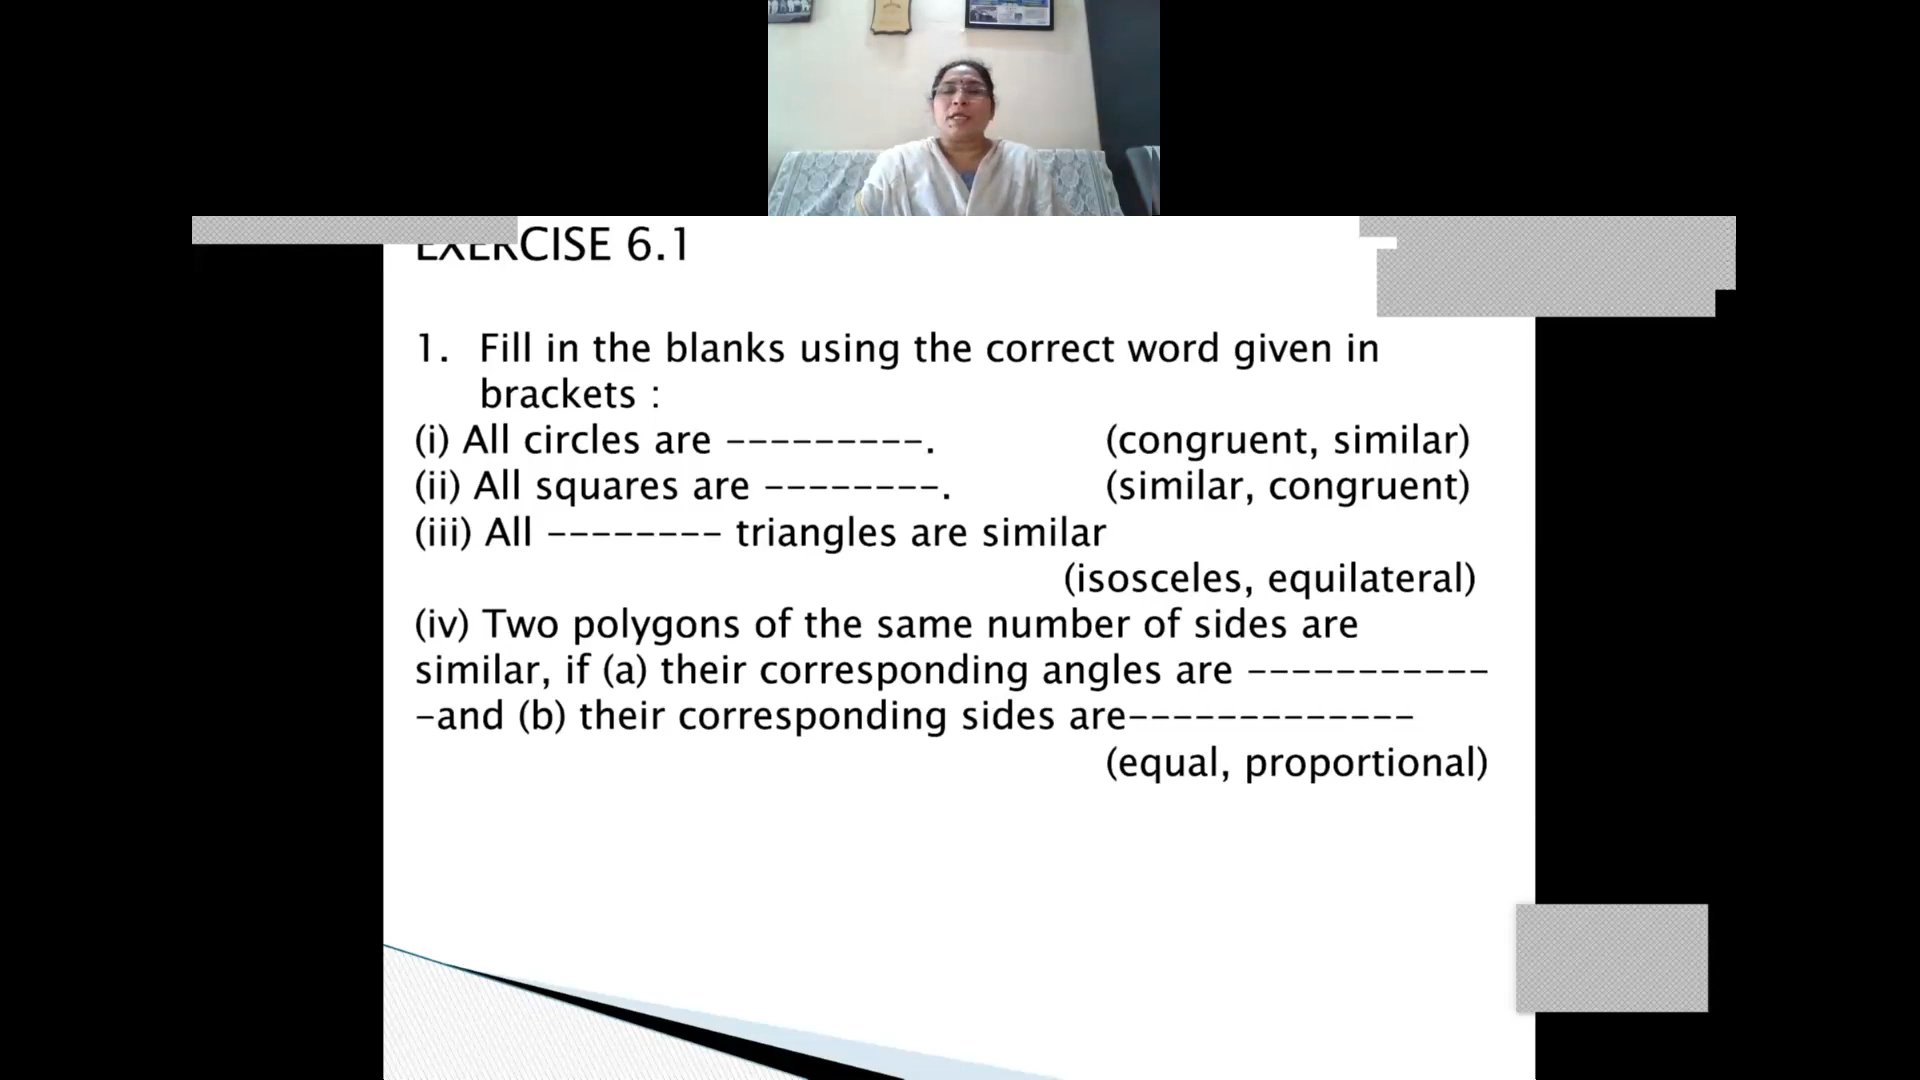 EXERCISE 6.1
1. Fill in the blanks using the correct word given in
brackets :
(i) All circles are ---------. (congruent, similar)
(ii) All squares are --------. (similar, congruent)
(iii) All -------- triangles are similar
(isosceles, equilateral)
(iv) Two polygons of the same number of sides are
similar, if (a) their corresponding angles are -----------
-and (b) their corresponding sides are-------------
(equal, proportional)